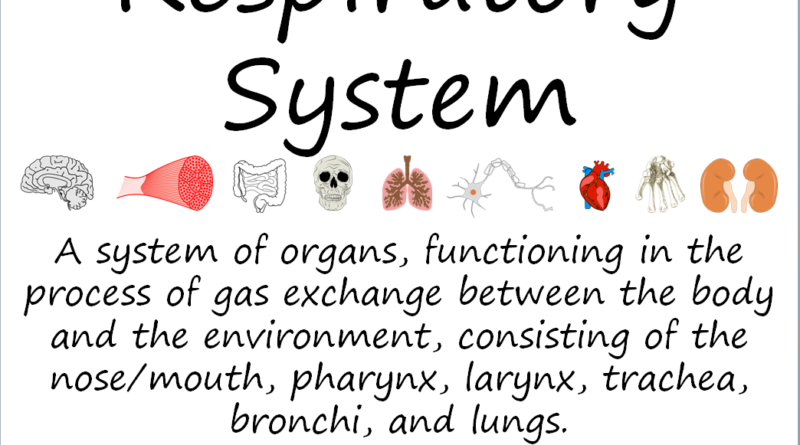 Respiratory
System
A system of organs, functioning in the
process of gas exchange between the body
and the environment, consisting of the
nose/mouth, pharynx, larynx, trachea,
bronchi, and lungs.